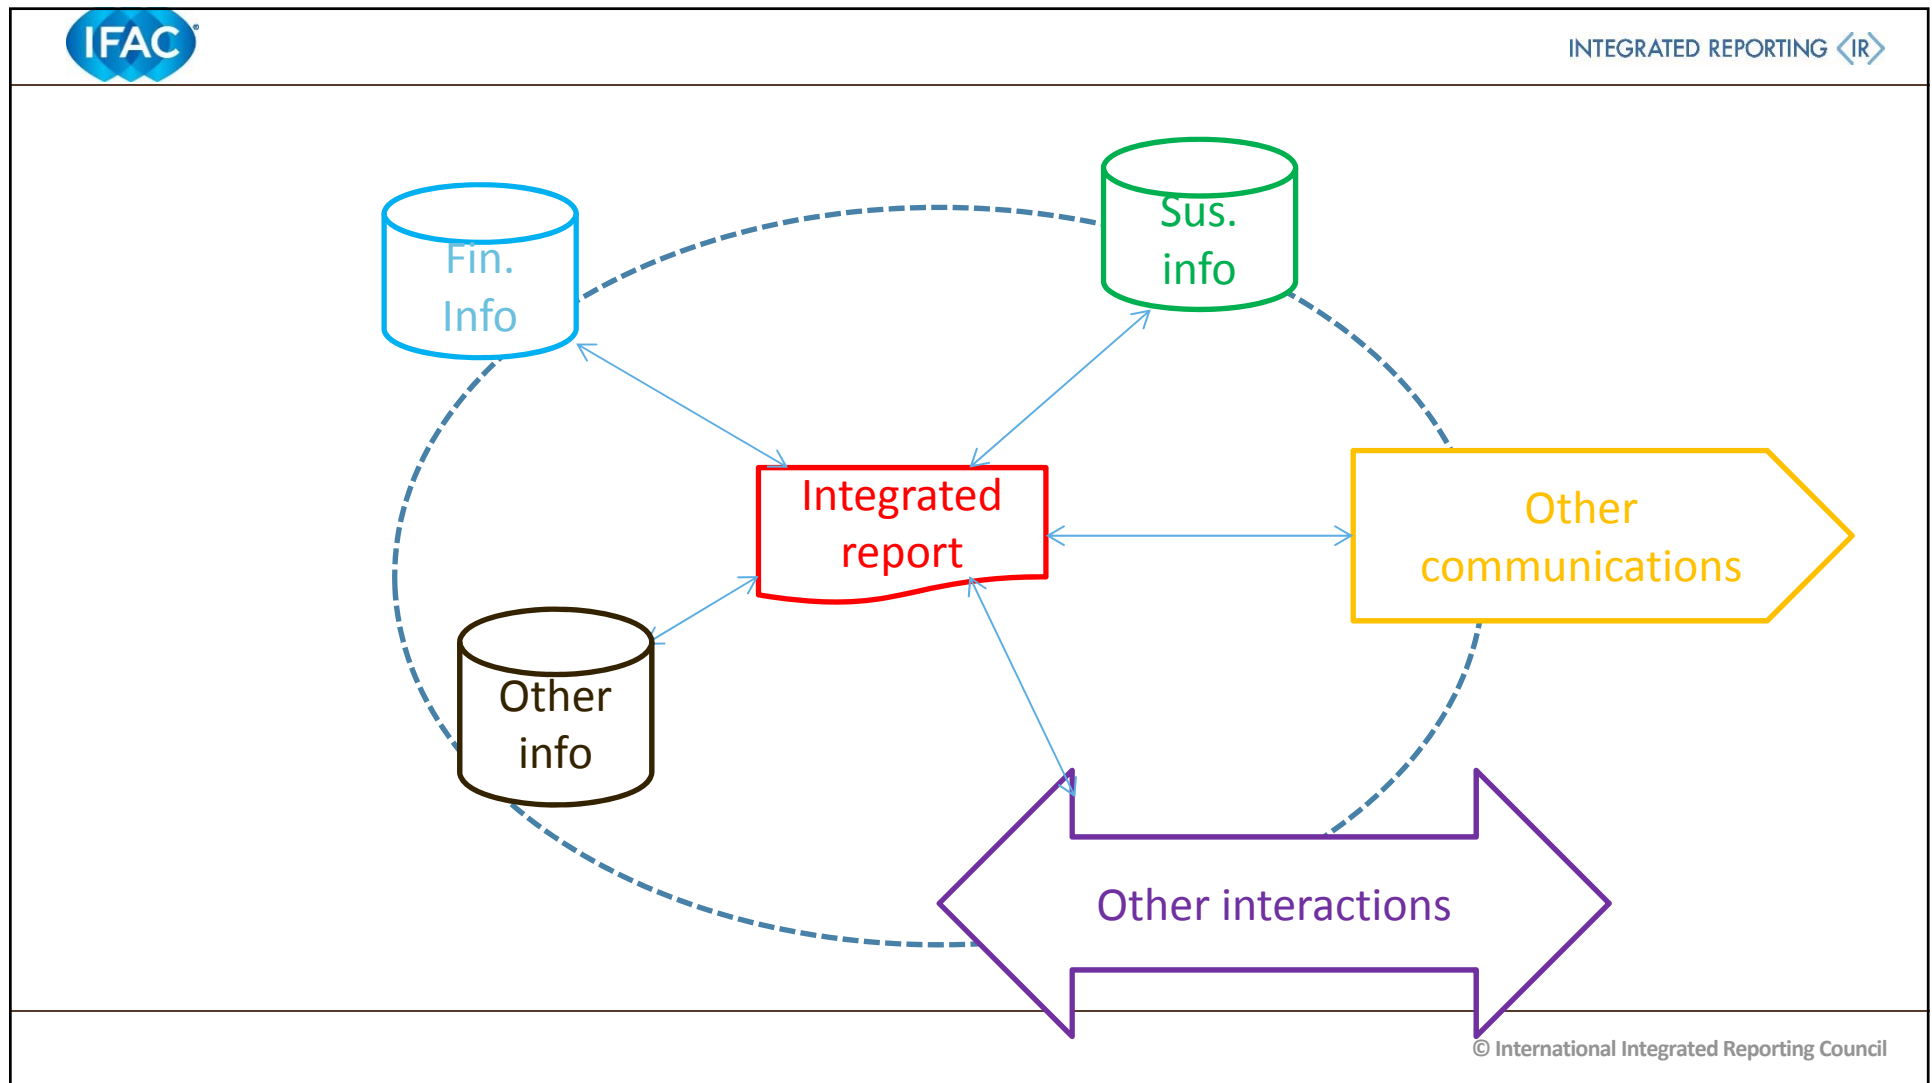 IFAC®
INTEGRATED REPORTING <IR>
Sus.
info
Fin.
Info
Integrated
report
Other
communications
Other
info
Other interactions
© International Integrated Reporting Council